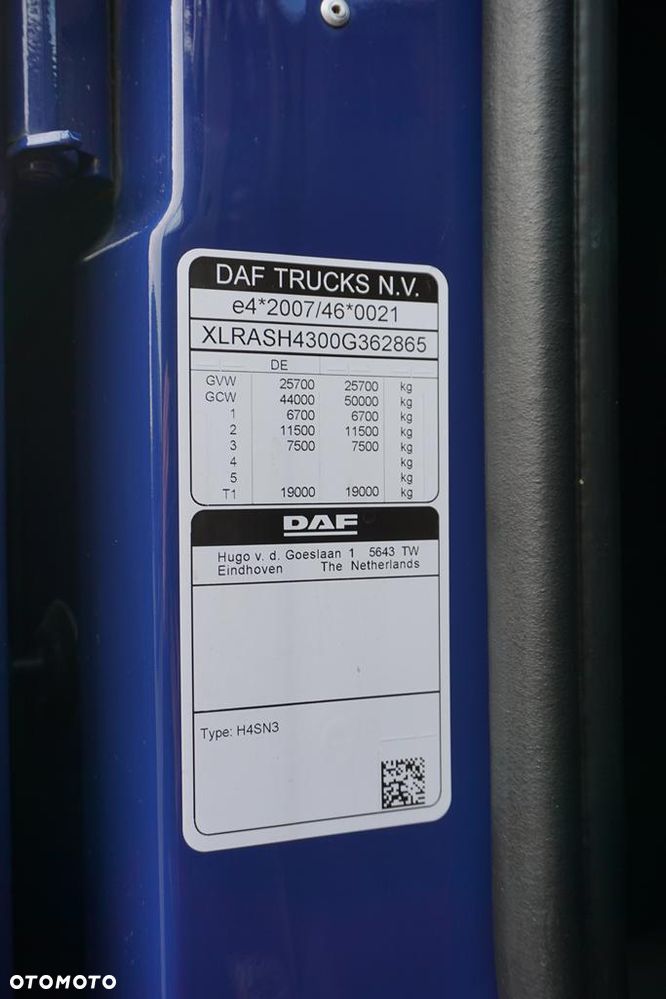 DAF TRUCKS N.V.
e4*2007/46*0021
XLRASH4300G362865
DE
GVW 25700 25700 kg
GCW 44000 50000 kg
1 6700 6700 kg
2 11500 11500 kg
3 7500 7500 kg
4 kg
5 kg
T1 19000 19000 kg
DAF
Hugo v. d. Goeslaan 1 5643 TW
Eindhoven The Netherlands
Type: H4SN3
OTOMOTO